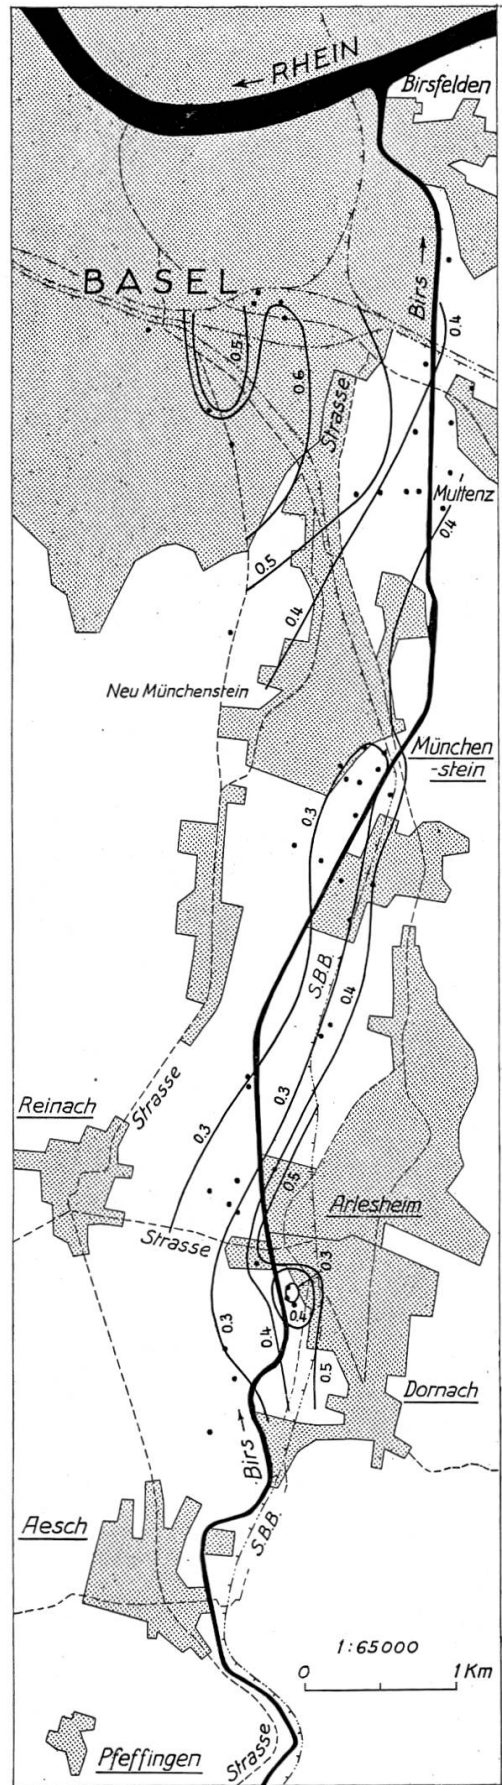 ← RHEIN
Birsfelden
BASEL
Birs →
0.4
0.5
0.6
Strasse
Muttenz
0.4
0.5
0.4
Neu Münchenstein
München
-stein
0.3
S.B.B.
0.4
Reinach
Strasse
0.3
0.3
0.5
Arlesheim
Strasse
0.3
0.4
0.3
0.4
0.5
Dornach
Birs →
Aesch
S.B.B.
1:65000
0 1 Km
Strasse
Pfeffingen